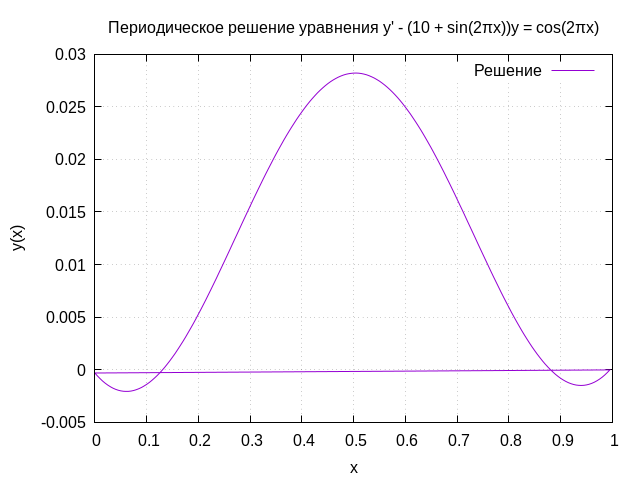 Периодическое решение уравнения y' - (10 + sin(2πx))y = cos(2πx)
0.03
Решение
0.025
0.02
0.015
y(x)
0.01
0.005
0
-0.005
0 0.1 0.2 0.3 0.4 0.5 0.6 0.7 0.8 0.9 1
x